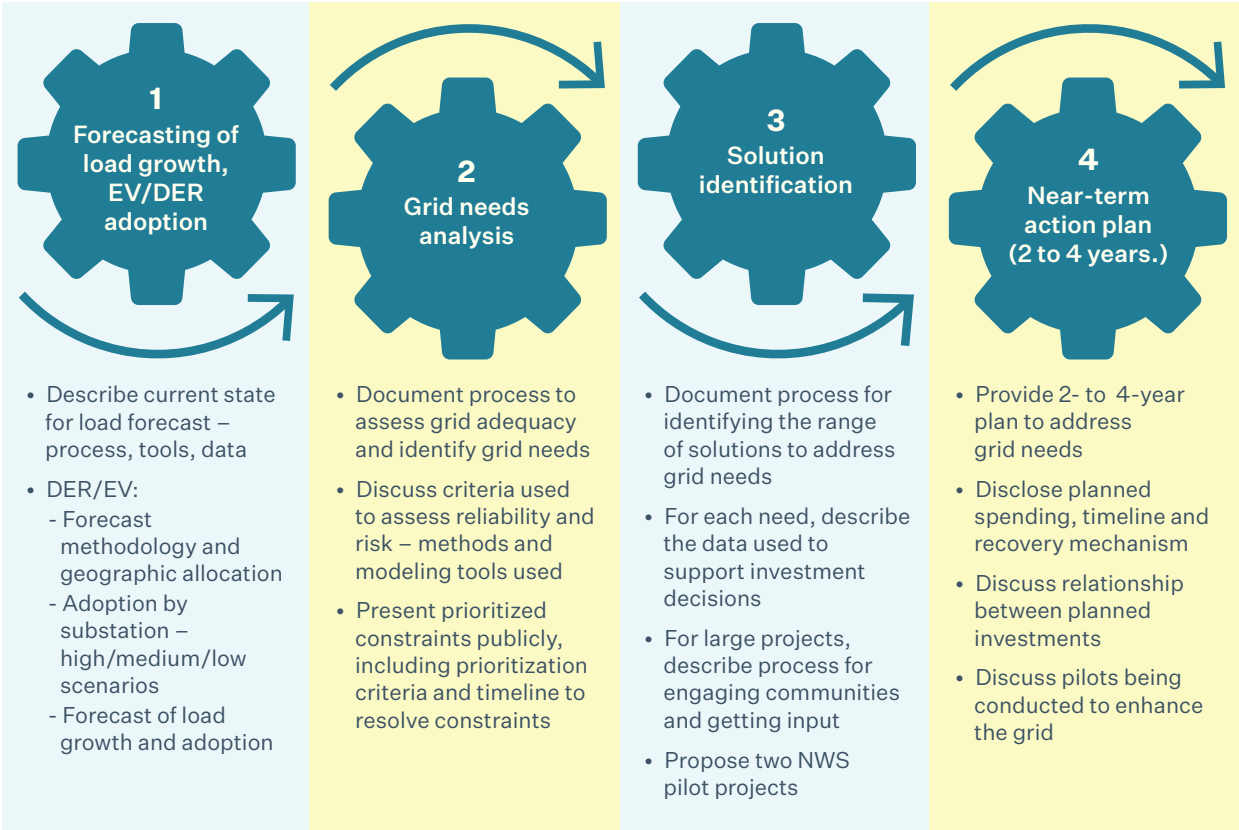 1
Forecasting of
load growth,
EV/DER
adoption
• Describe current state
for load forecast –
process, tools, data
• DER/EV:
- Forecast
methodology and
geographic allocation
- Adoption by
substation –
high/medium/low
scenarios
- Forecast of load
growth and adoption
2
Grid needs
analysis
• Document process to
assess grid adequacy
and identify grid needs
• Discuss criteria used
to assess reliability and
risk – methods and
modeling tools used
• Present prioritized
constraints publicly,
including prioritization
criteria and timeline to
resolve constraints
3
Solution
identification
• Document process for
identifying the range
of solutions to address
grid needs
• For each need, describe
the data used to
support investment
decisions
• For large projects,
describe process for
engaging communities
and getting input
• Propose two NWS
pilot projects
4
Near-term
action plan
(2 to 4 years.)
• Provide 2- to 4-year
plan to address
grid needs
• Disclose planned
spending, timeline and
recovery mechanism
• Discuss relationship
between planned
investments
• Discuss pilots being
conducted to enhance
the grid